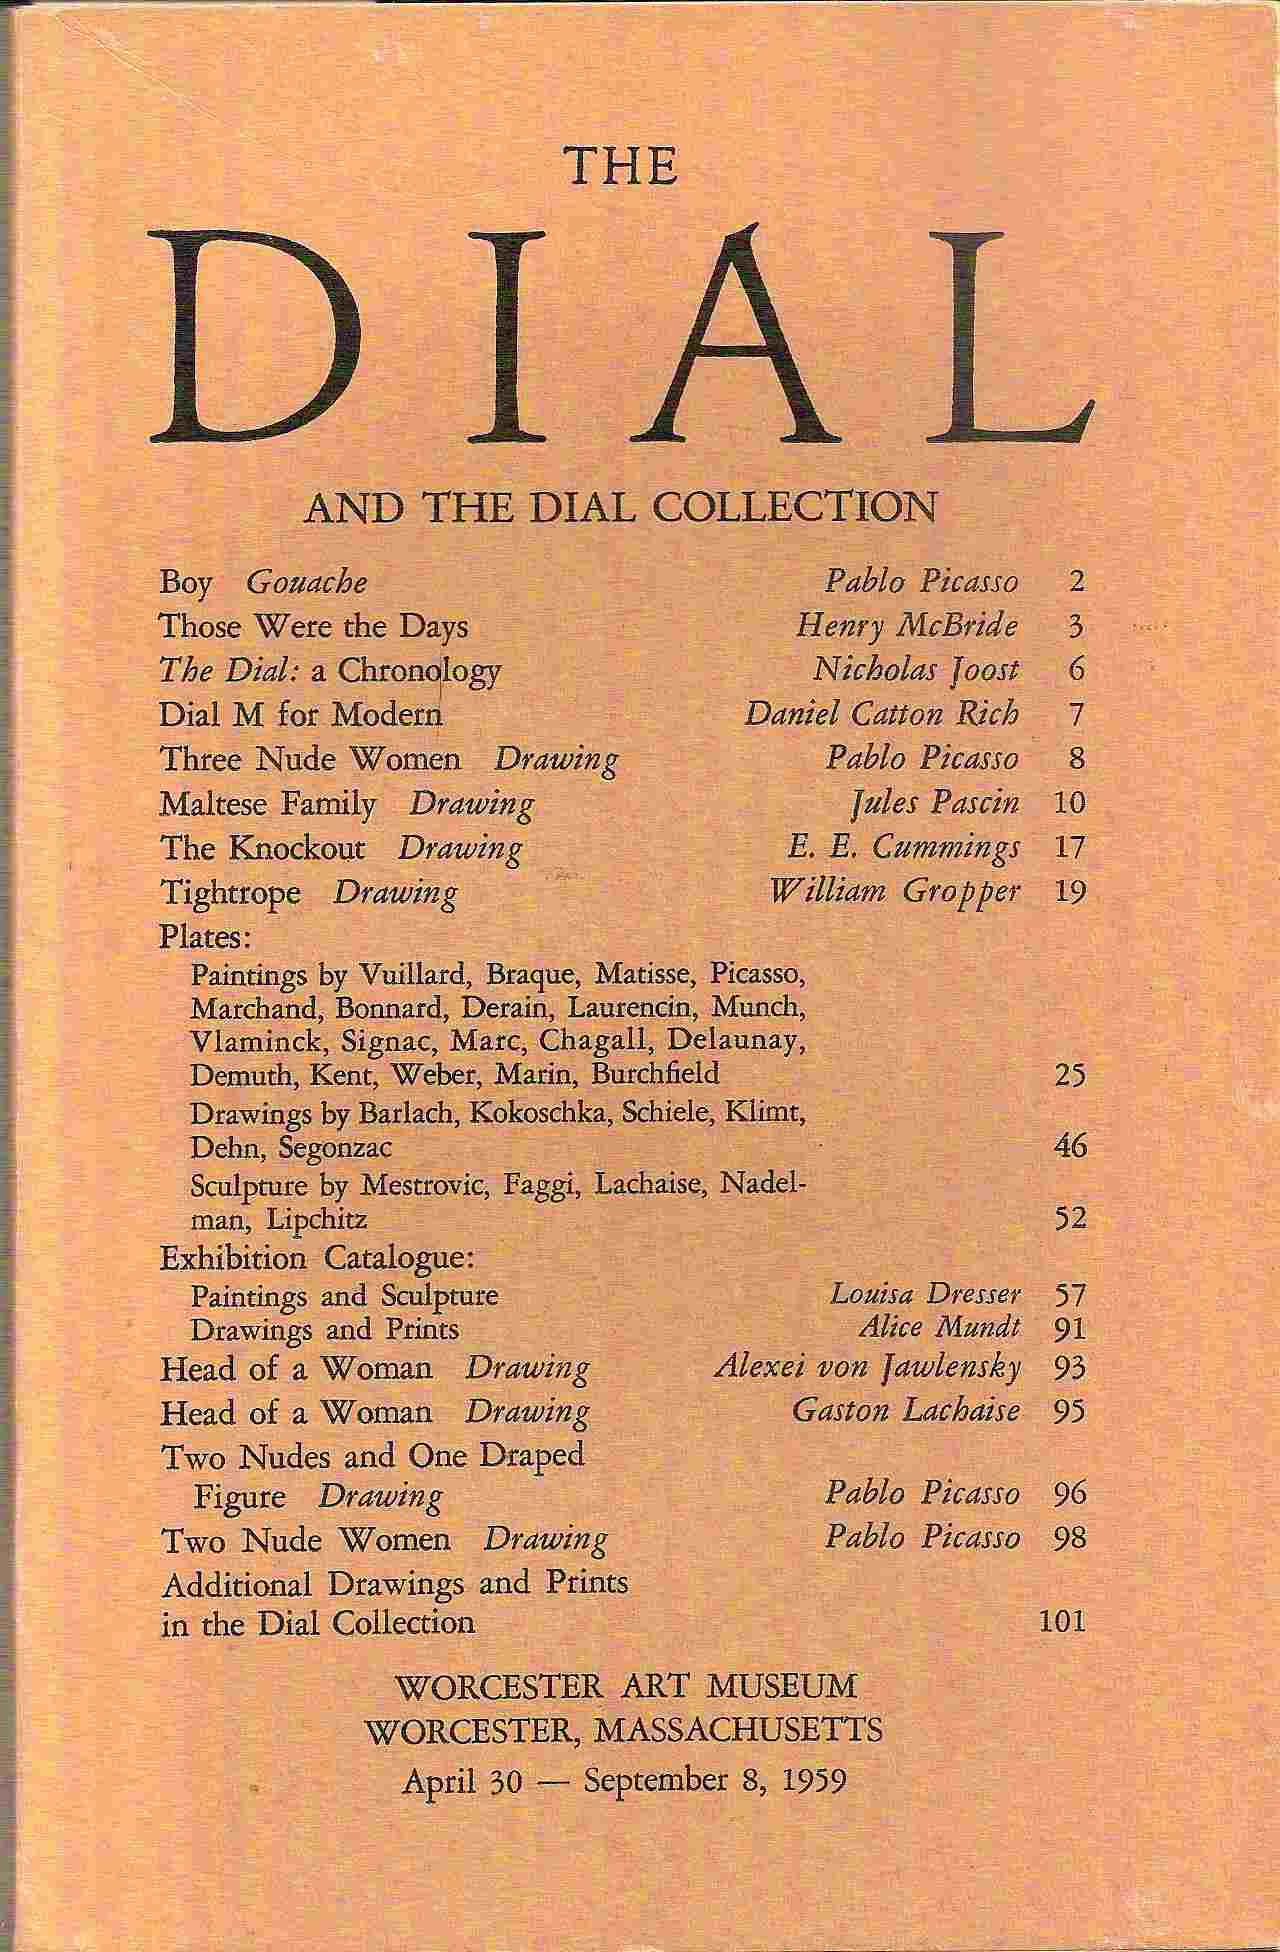 THE
DIAL
AND THE DIAL COLLECTION
Boy Gouache Pablo Picasso 2
Those Were the Days Henry McBride 3
The Dial: a Chronology Nicholas Joost 6
Dial M for Modern Daniel Catton Rich 7
Three Nude Women Drawing Pablo Picasso 8
Maltese Family Drawing Jules Pascin 10
The Knockout Drawing E. E. Cummings 17
Tightrope Drawing William Gropper 19
Plates:
Paintings by Vuillard, Braque, Matisse, Picasso,
Marchand, Bonnard, Derain, Laurencin, Munch,
Vlaminck, Signac, Marc, Chagall, Delaunay,
Demuth, Kent, Weber, Marin, Burchfield 25
Drawings by Barlach, Kokoschka, Schiele, Klimt,
Dehn, Segonzac 46
Sculpture by Mestrovic, Faggi, Lachaise, Nadel-
man, Lipchitz 52
Exhibition Catalogue:
Paintings and Sculpture Louisa Dresser 57
Drawings and Prints Alice Mundt 91
Head of a Woman Drawing Alexei von Jawlensky 93
Head of a Woman Drawing Gaston Lachaise 95
Two Nudes and One Draped
Figure Drawing Pablo Picasso 96
Two Nude Women Drawing Pablo Picasso 98
Additional Drawings and Prints
in the Dial Collection 101
WORCESTER ART MUSEUM
WORCESTER, MASSACHUSETTS
April 30 — September 8, 1959